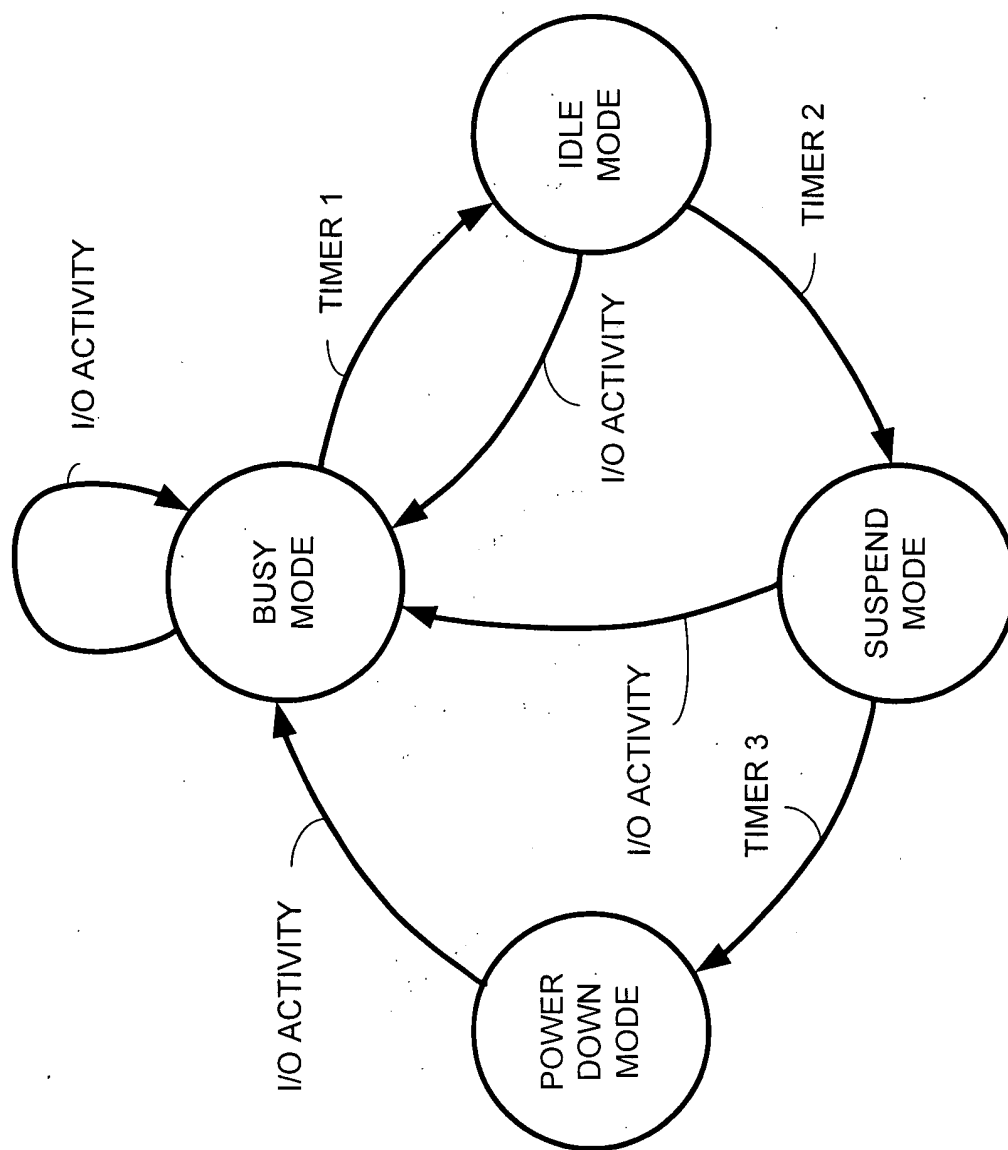 I/O ACTIVITY
BUSY
MODE
TIMER 1
I/O ACTIVITY
I/O ACTIVITY
POWER
DOWN
MODE
IDLE
MODE
I/O ACTIVITY
TIMER 3
TIMER 2
SUSPEND
MODE